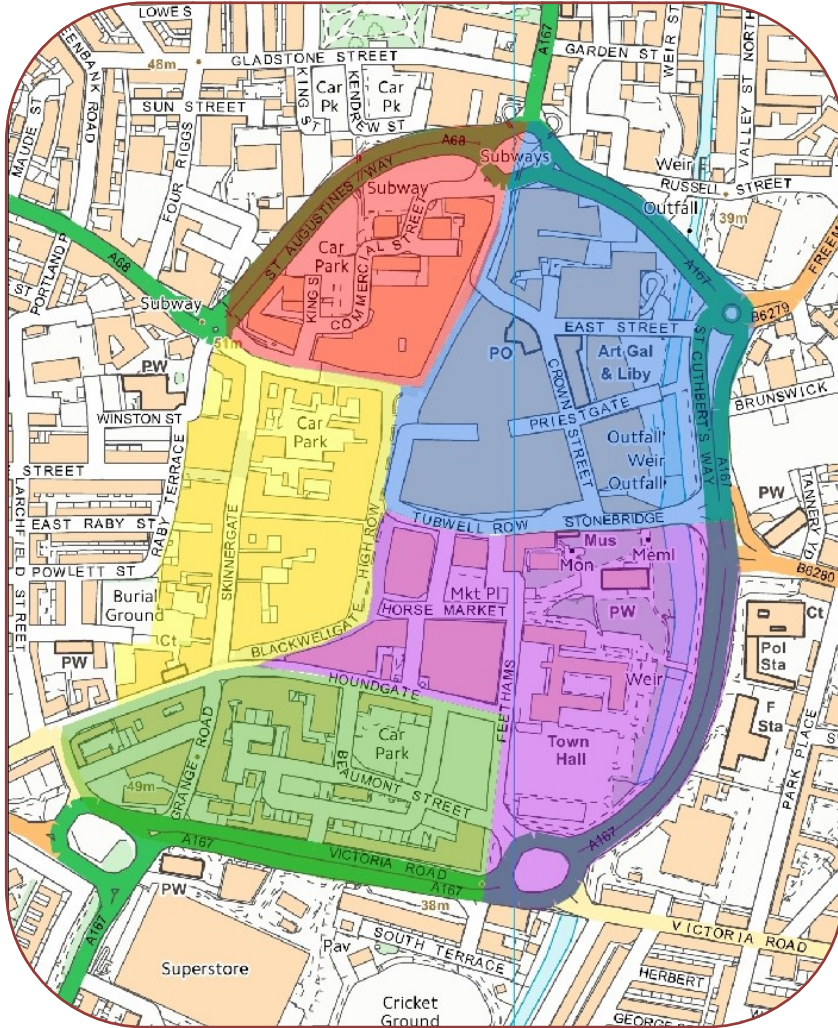 LOWE S
A167
GARDEN ST
WEIR ST
VALLEY ST NORTH
GLADSTONE STREET
48m
KING ST
Car
Pk
KENDREW ST
Car
Pk
SUN STREET
MAUDE ST
EENBANK ROAD
FOUR RIGGS
A68
Subways
Weir
RUSSELL STREET
Outfall
39m
ST AUGUSTINES WAY
Subway
Car
Park
COMMERCIAL STREET
KING S
A68
PORTLAND P
ST
Subway
51m
A167
FREEM
B6279
EAST STREET
PO
Art Gal
& Liby
ST CUTHBERT'S WAY
CROWN STREET
PRIESTGATE
BRUNSWICK
PW
WINSTON ST
Car
Park
Outfall
Weir
Outfall
A167
PW
TANNERY YD
STREET
RABY TERRACE
LARCHFIELD STREET
EAST RABY ST
POWLETT ST
SKINNERGATE
HIGH ROW
TUBWELL ROW
STONEBRIDGE
Mus
Mon
Meml
B6280
Burial
Ground
Mkt Pl
HORSE MARKET
PW
Ct
Pol
Sta
Ct
BLACKWELLGATE
PW
HOUNDGATE
FEETHAMS
Weir
F
Sta
PARK PLACE
Town
Hall
GRANGE ROAD
Car
Park
BEAUMONT STREET
49m
A167
VICTORIA ROAD
A167
A167
PW
38m
A167
VICTORIA ROAD
Pav
SOUTH TERRACE
Superstore
HERBERT
Cricket
Ground
GEORGE